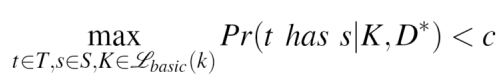 max Pr(t has s|K, D*) < c
t∈T,s∈S,K∈ℒbasic(k)